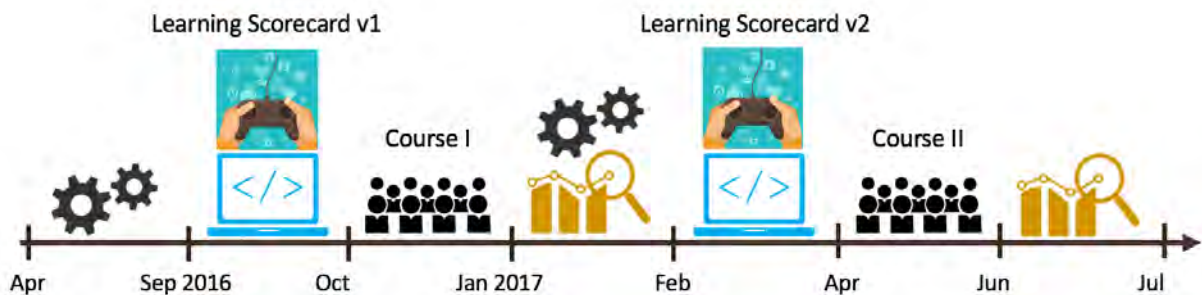 Learning Scorecard v1
Learning Scorecard v2
Course I
Course II
</>
</>
Apr
Sep 2016
Oct
Jan 2017
Feb
Apr
Jun
Jul